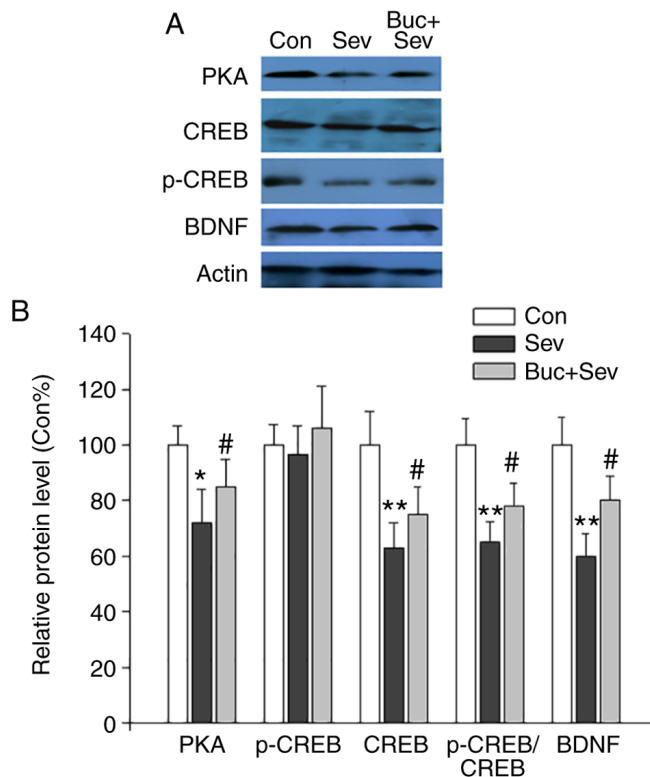 A
Con Sev Buc+
Sev
PKA
CREB
p-CREB
BDNF
Actin
B
Con
Sev
Buc+Sev
Relative protein level (Con%)
140
120
100
80
60
40
20
0
* #
** #
** #
** #
PKA p-CREB CREB p-CREB/
CREB BDNF